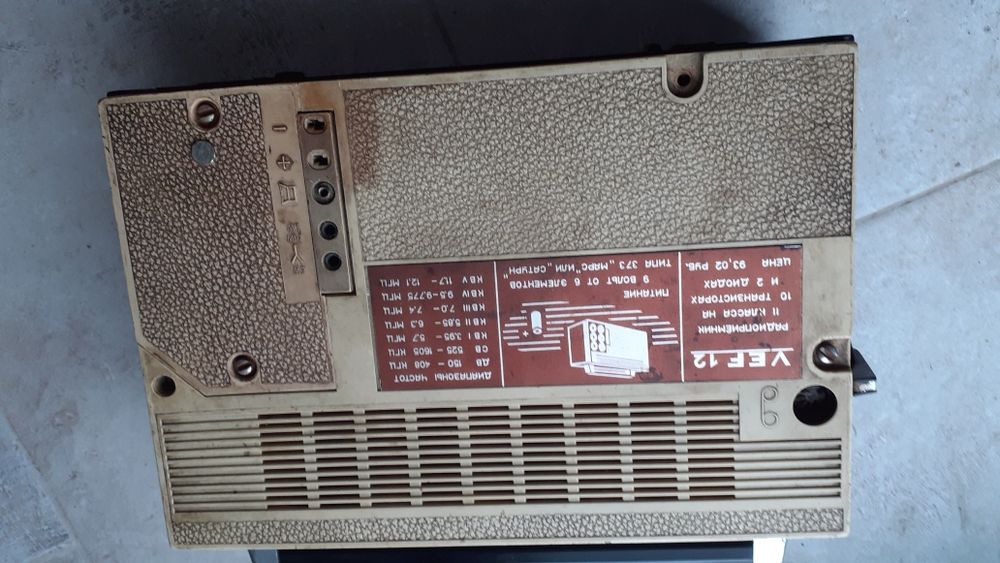 VEF 12
РАДИОПРИЕМНИК
II КЛАССА НА
10 ТРАНЗИСТОРАХ
И 2 ДИОДАХ
ЦЕНА 93,02 РУБ.
ПИТАНИЕ
9 ВОЛЬТ ОТ 6 ЭЛЕМЕНТОВ
ТИПА 373 „МАРС" ИЛИ „САТУРН"
ДИАПАЗОНЫ ЧАСТОТ
ДВ 150 – 408 КГЦ
СВ 525 – 1605 КГЦ
КВ I 3,95 – 5,7 МГЦ
КВ II 5,85 – 6,3 МГЦ
КВ III 7,0 – 7,4 МГЦ
КВ IV 9,5 – 9,775 МГЦ
КВ V 11,7 – 12,1 МГЦ